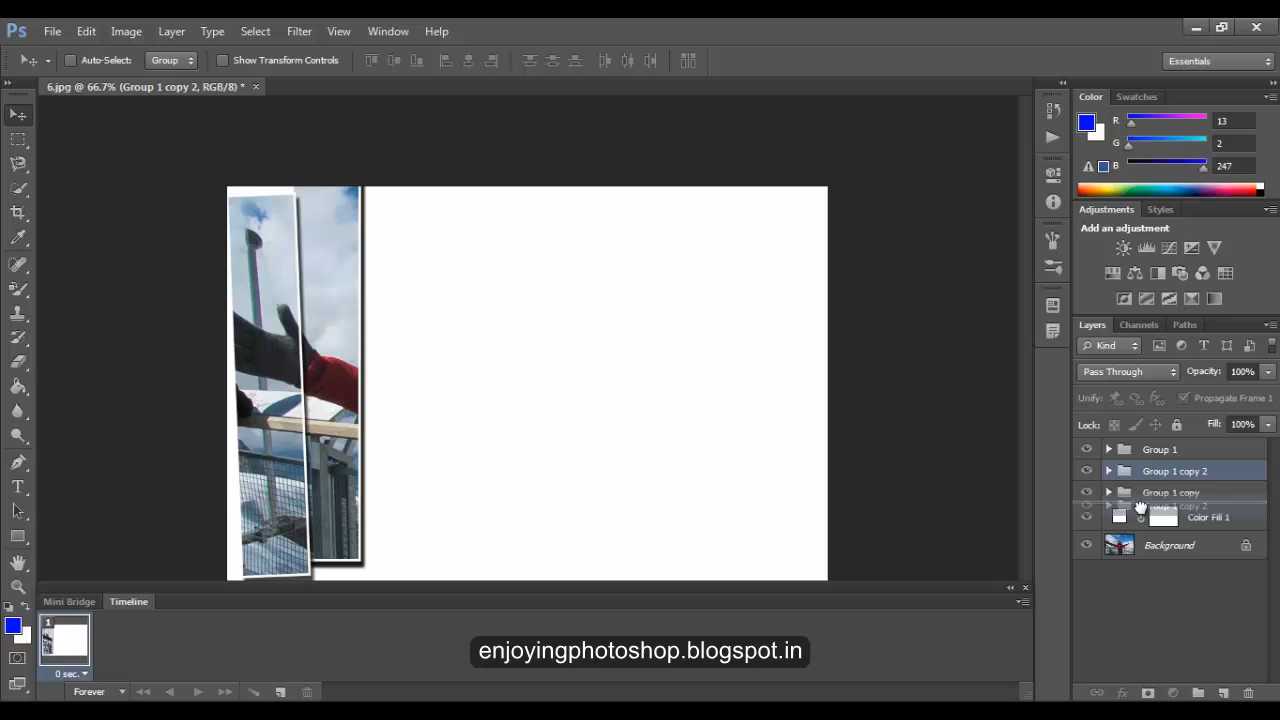 Ps File Edit Image Layer Type Select Filter View Window Help
Auto-Select: Group Show Transform Controls Essentials
6.jpg @ 66.7% (Group 1 copy 2, RGB/8) * ×
Color Swatches
R 13
G 2
B 247
Adjustments Styles
Add an adjustment
Layers Channels Paths
Kind
Pass Through Opacity: 100%
Unify: Propagate Frame 1
Lock: Fill: 100%
Group 1
Group 1 copy 2
Group 1 copy
Group 1 copy 2
Color Fill 1
Background
Mini Bridge Timeline
1
0 sec.
Forever
enjoyingphotoshop.blogspot.in